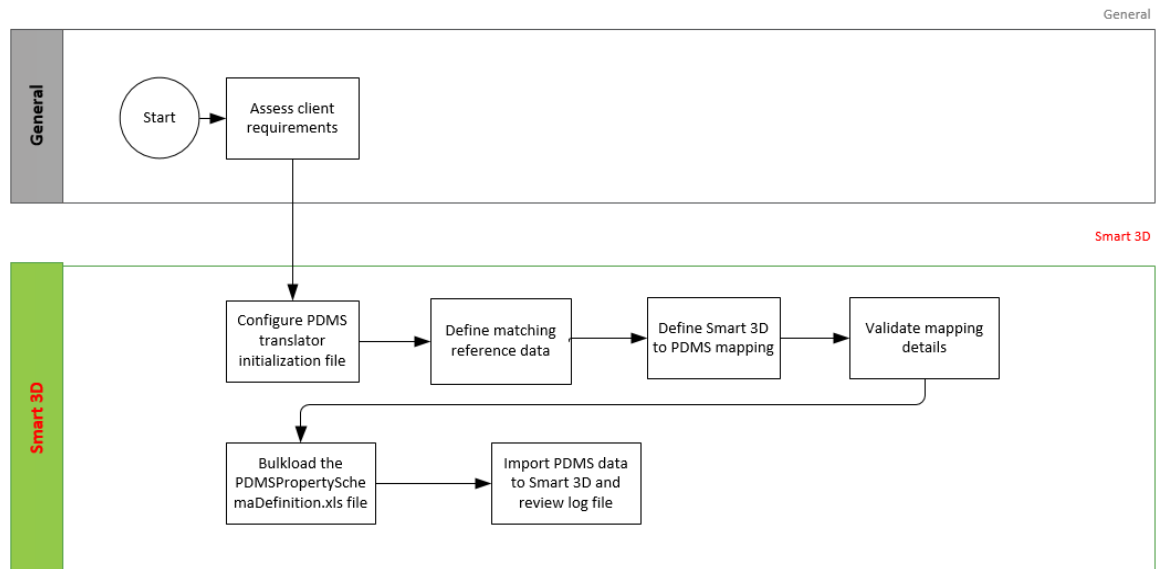 General
General
Start
Assess client
requirements
Smart 3D
Smart 3D
Configure PDMS
translator
initialization file
Define matching
reference data
Define Smart 3D
to PDMS mapping
Validate mapping
details
Bulkload the
PDMSPropertySche
maDefinition.xls file
Import PDMS data
to Smart 3D and
review log file